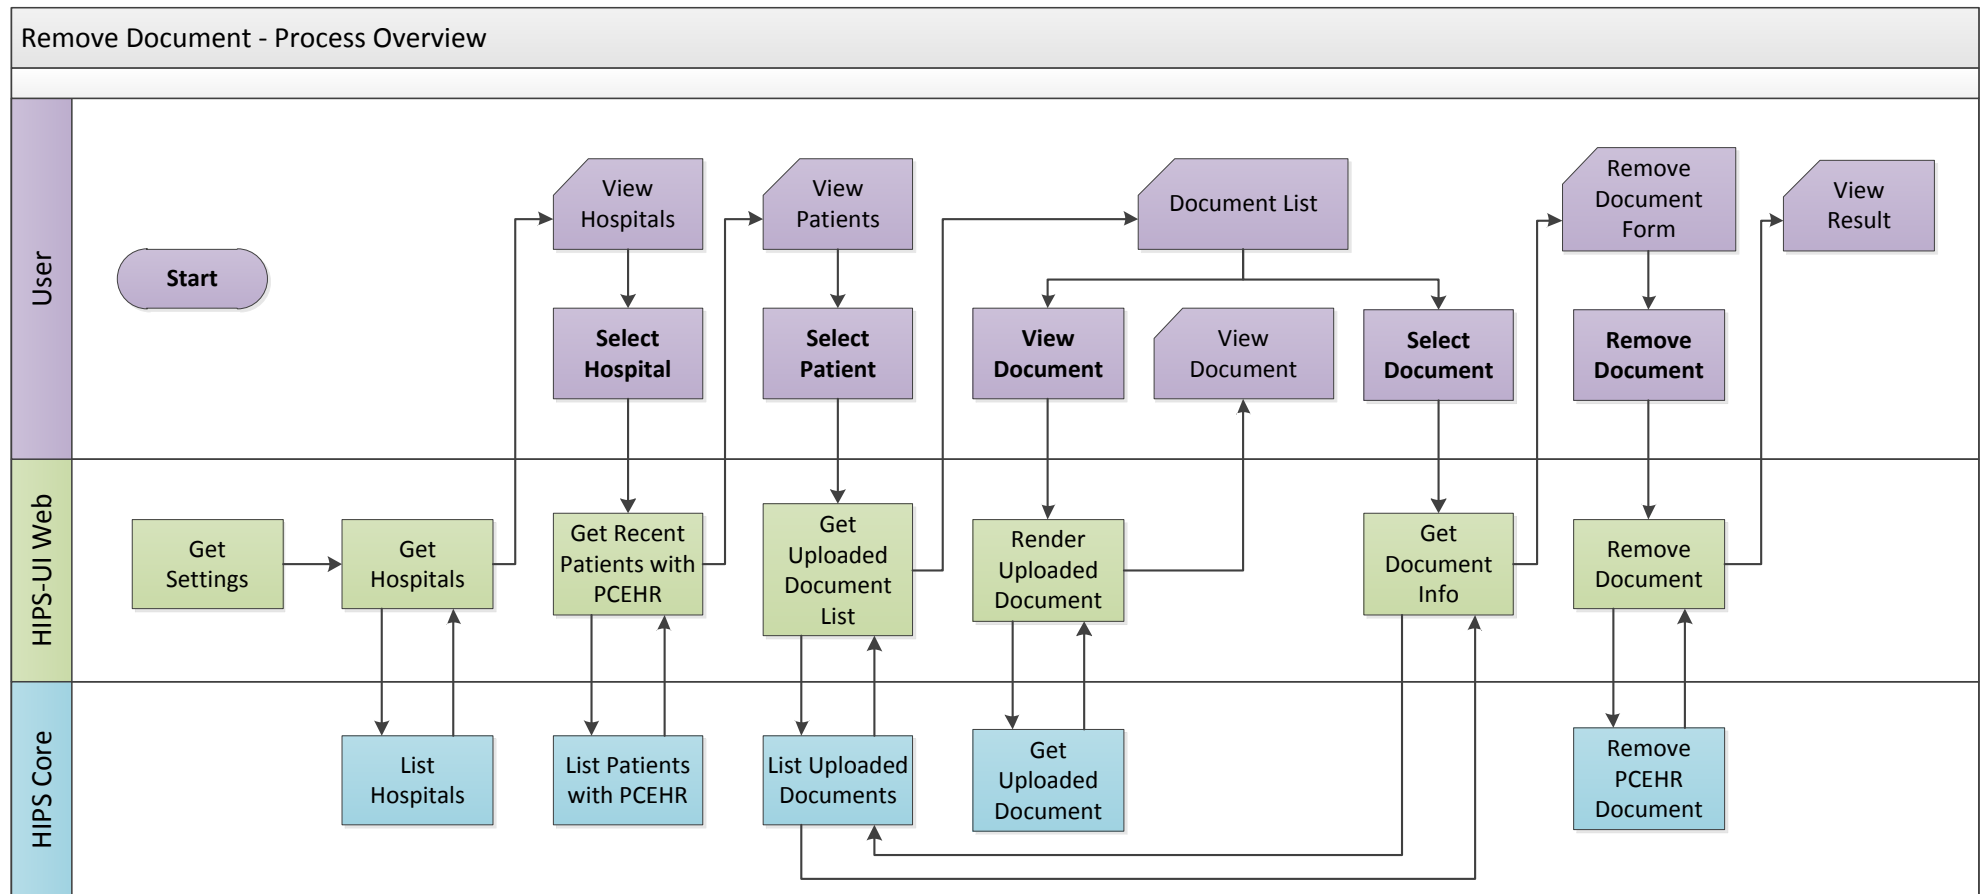 Remove Document - Process Overview
User
Start
View
Hospitals
Select
Hospital
View
Patients
Select
Patient
Document List
View
Document
View
Document
Select
Document
Remove
Document
Form
Remove
Document
View
Result
HIPS-UI Web
Get
Settings
Get
Hospitals
Get Recent
Patients with
PCEHR
Get
Uploaded
Document
List
Render
Uploaded
Document
Get
Document
Info
Remove
Document
HIPS Core
List
Hospitals
List Patients
with PCEHR
List Uploaded
Documents
Get
Uploaded
Document
Remove
PCEHR
Document